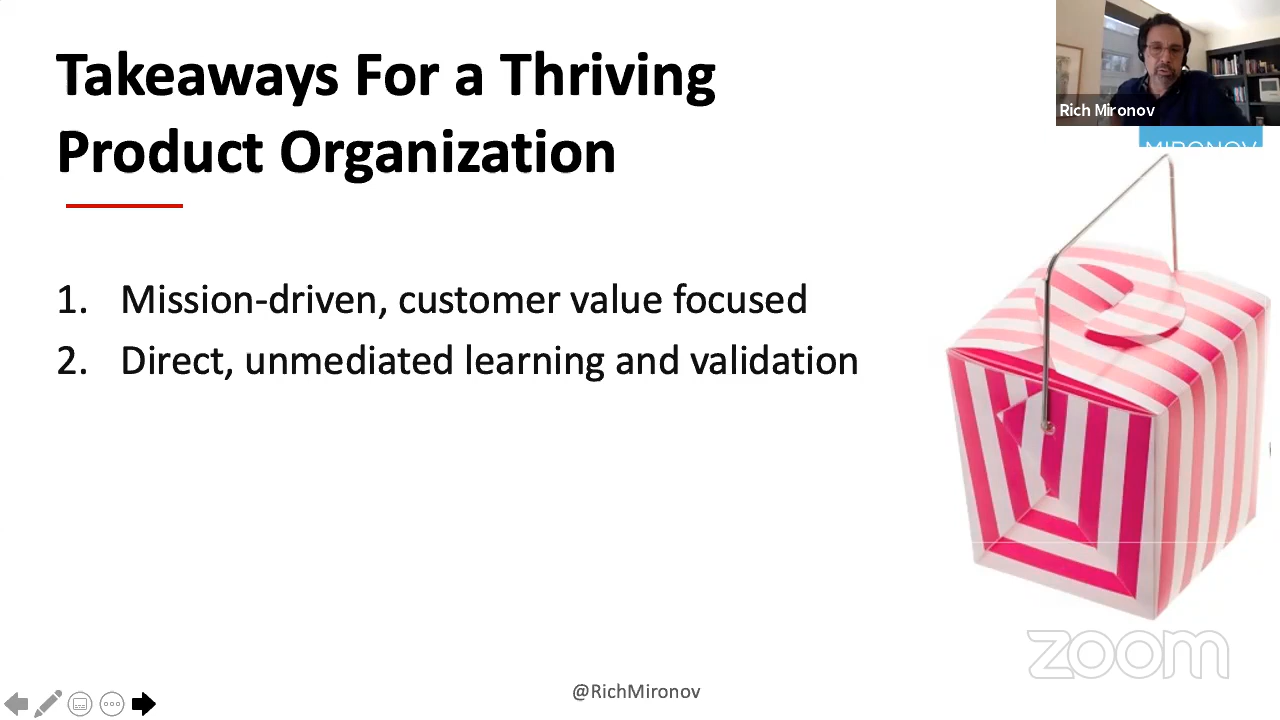 Takeaways For a Thriving
Product Organization
Rich Mironov
MIRONOV
1. Mission-driven, customer value focused
2. Direct, unmediated learning and validation
zoom
@RichMironov